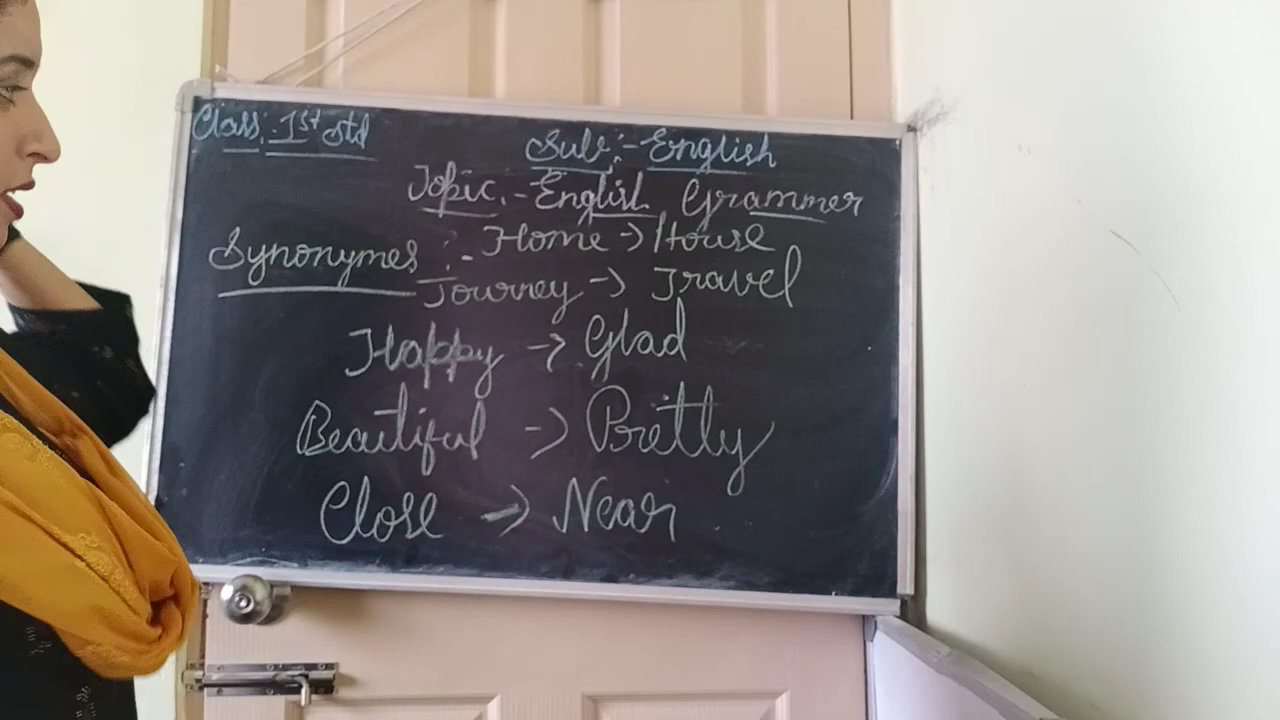 Class:-1st std
Sub:-English
Topic.-English Grammer
Synonymes:- Home → House
Journey → Travel
Happy → Glad
Beautiful → Pretty
Close → Near